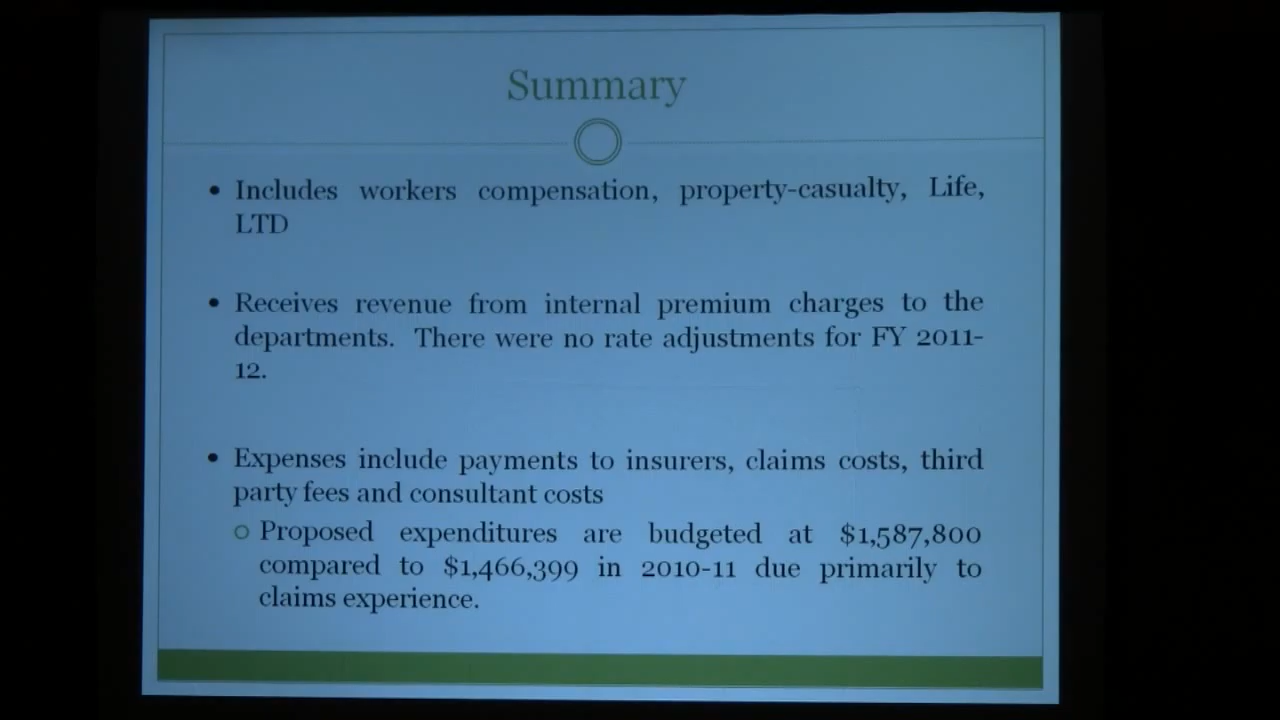 Summary
• Includes workers compensation, property-casualty, Life,
LTD
• Receives revenue from internal premium charges to the
departments. There were no rate adjustments for FY 2011-
12.
• Expenses include payments to insurers, claims costs, third
party fees and consultant costs
○ Proposed expenditures are budgeted at $1,587,800
compared to $1,466,399 in 2010-11 due primarily to
claims experience.